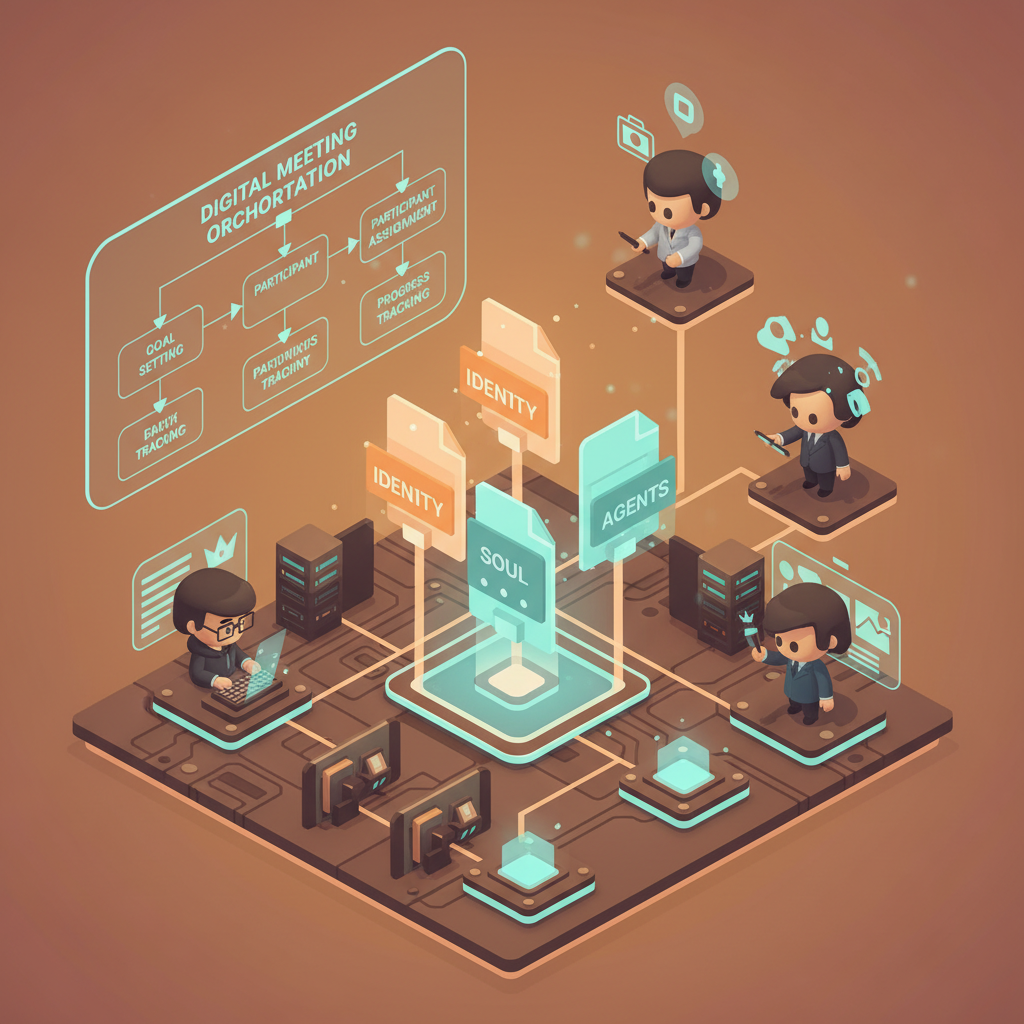 DIGITAL MEETING
ORCHORTATION
PARTICIPANT
ASSIGNMENT
PARTICIPANT
PROGRESS
TRACKING
GOAL
SETTING
TRACKING
IDENTITY
IDENTITY
AGENTS
SOUL